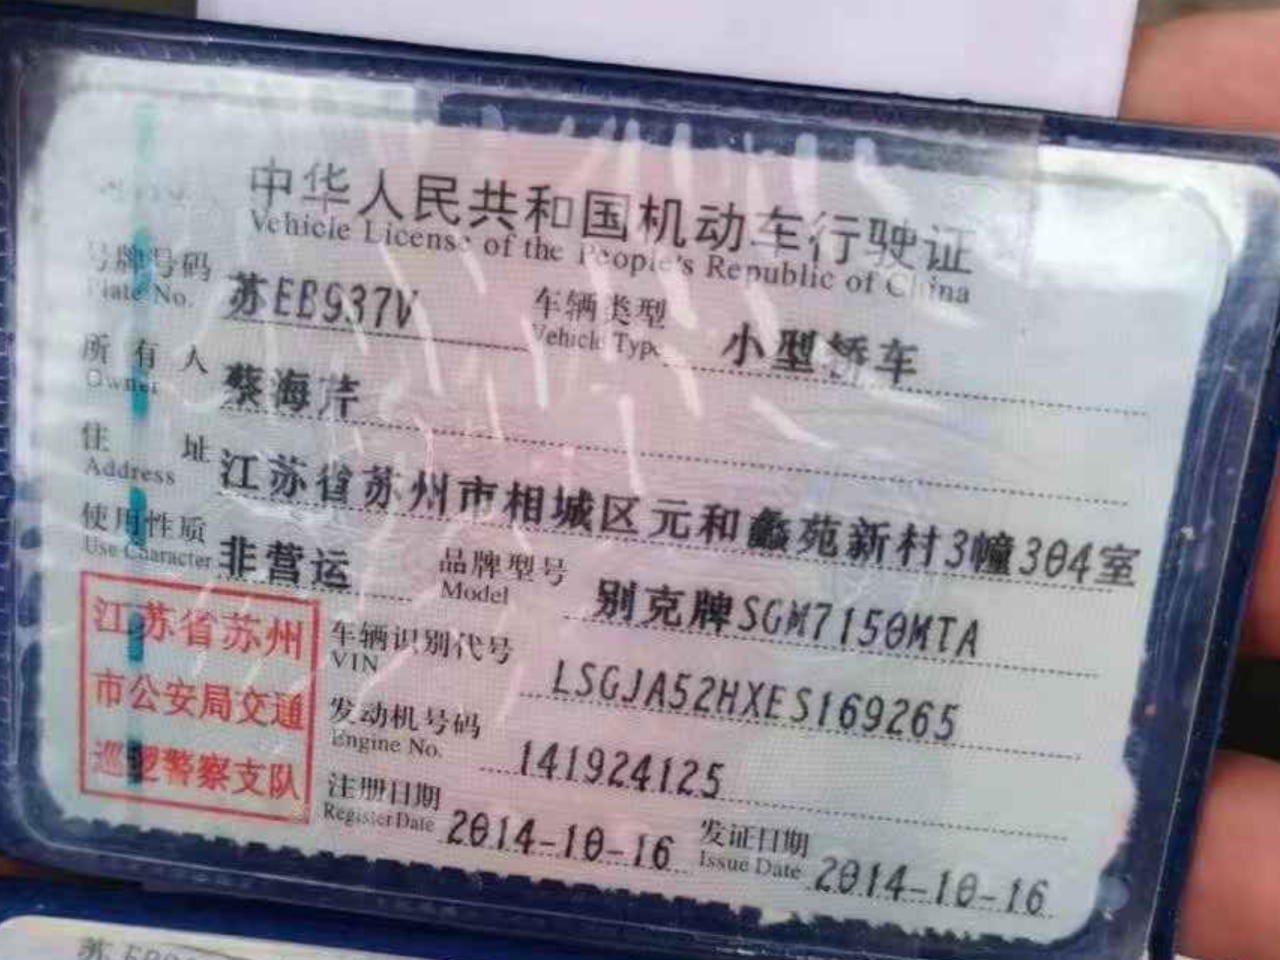 中华人民共和国机动车行驶证
Vehicle License of the People's Republic of China
号牌号码 苏EB937V 车辆类型 小型轿车
Plate No. Vehicle Type
所有人 蔡海芹
Owner
住址 江苏省苏州市相城区元和蠡苑新村3幢304室
Address
使用性质 非营运 品牌型号 别克牌SGM7150MTA
Use Character Model
江苏省苏州
市公安局交通
巡逻警察支队
车辆识别代号 LSGJA52HXES169265
VIN
发动机号码 141924125
Engine No.
注册日期 2014-10-16 发证日期 2014-10-16
Register Date Issue Date